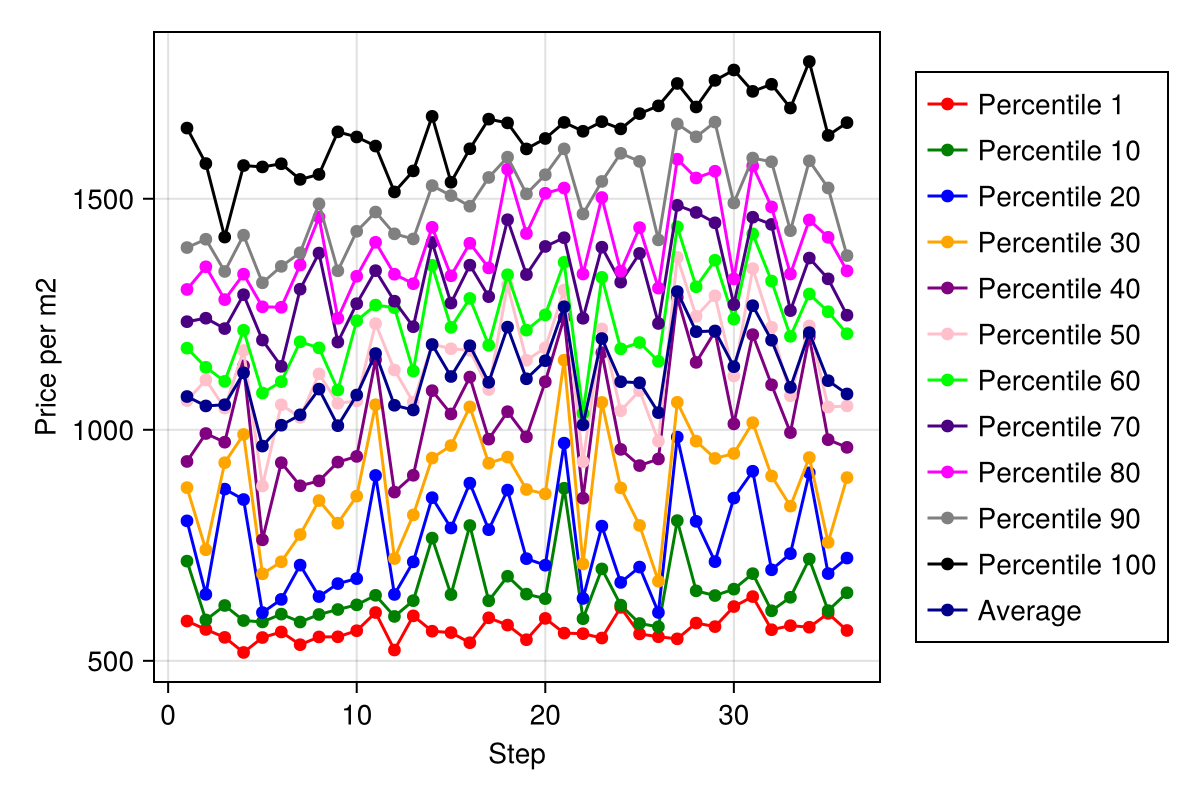 Price per m2
1500
1000
500
0 10 20 30
Step
Percentile 1
Percentile 10
Percentile 20
Percentile 30
Percentile 40
Percentile 50
Percentile 60
Percentile 70
Percentile 80
Percentile 90
Percentile 100
Average